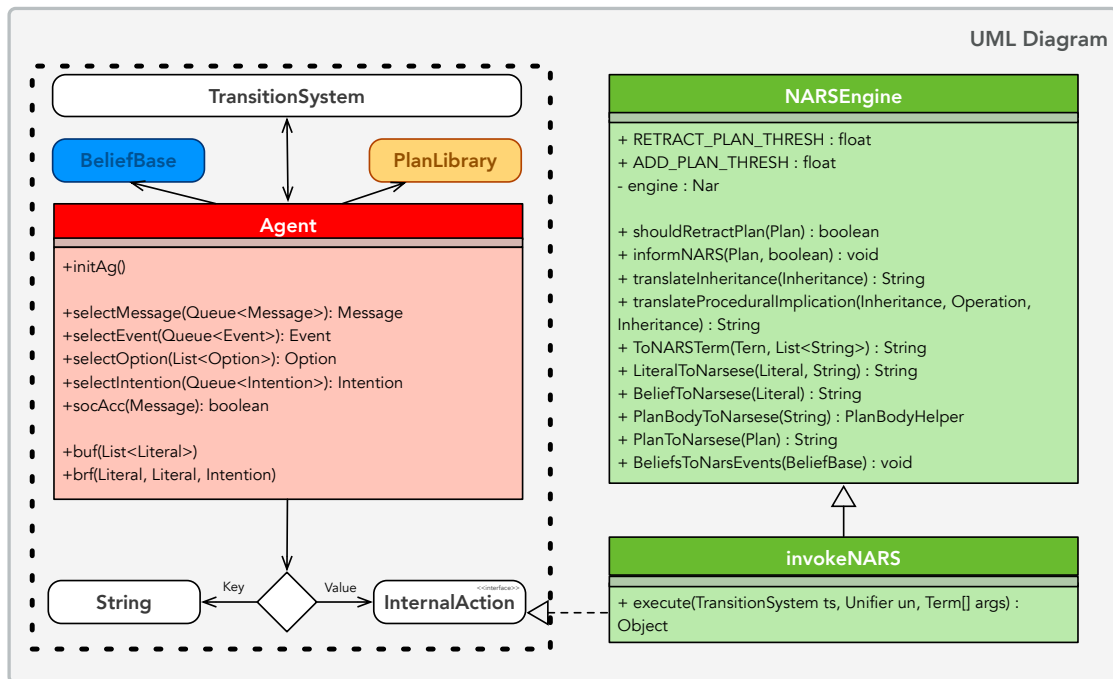 UML Diagram
TransitionSystem
BeliefBase
PlanLibrary
Agent
+initAg()
+selectMessage(Queue<Message>): Message
+selectEvent(Queue<Event>): Event
+selectOption(List<Option>): Option
+selectIntention(Queue<Intention>): Intention
+socAcc(Message): boolean
+buf(List<Literal>)
+brf(Literal, Literal, Intention)
Key
Value
String
<<interface>>
InternalAction
NARSEngine
+ RETRACT_PLAN_THRESH : float
+ ADD_PLAN_THRESH : float
- engine : Nar
+ shouldRetractPlan(Plan) : boolean
+ informNARS(Plan, boolean) : void
+ translateInheritance(Inheritance) : String
+ translateProceduralImplication(Inheritance, Operation,
Inheritance) : String
+ ToNARSTerm(Tern, List<String>) : String
+ LiteralToNarsese(Literal, String) : String
+ BeliefToNarsese(Literal) : String
+ PlanBodyToNarsese(String) : PlanBodyHelper
+ PlanToNarsese(Plan) : String
+ BeliefsToNarsEvents(BeliefBase) : void
invokeNARS
+ execute(TransitionSystem ts, Unifier un, Term[] args) :
Object